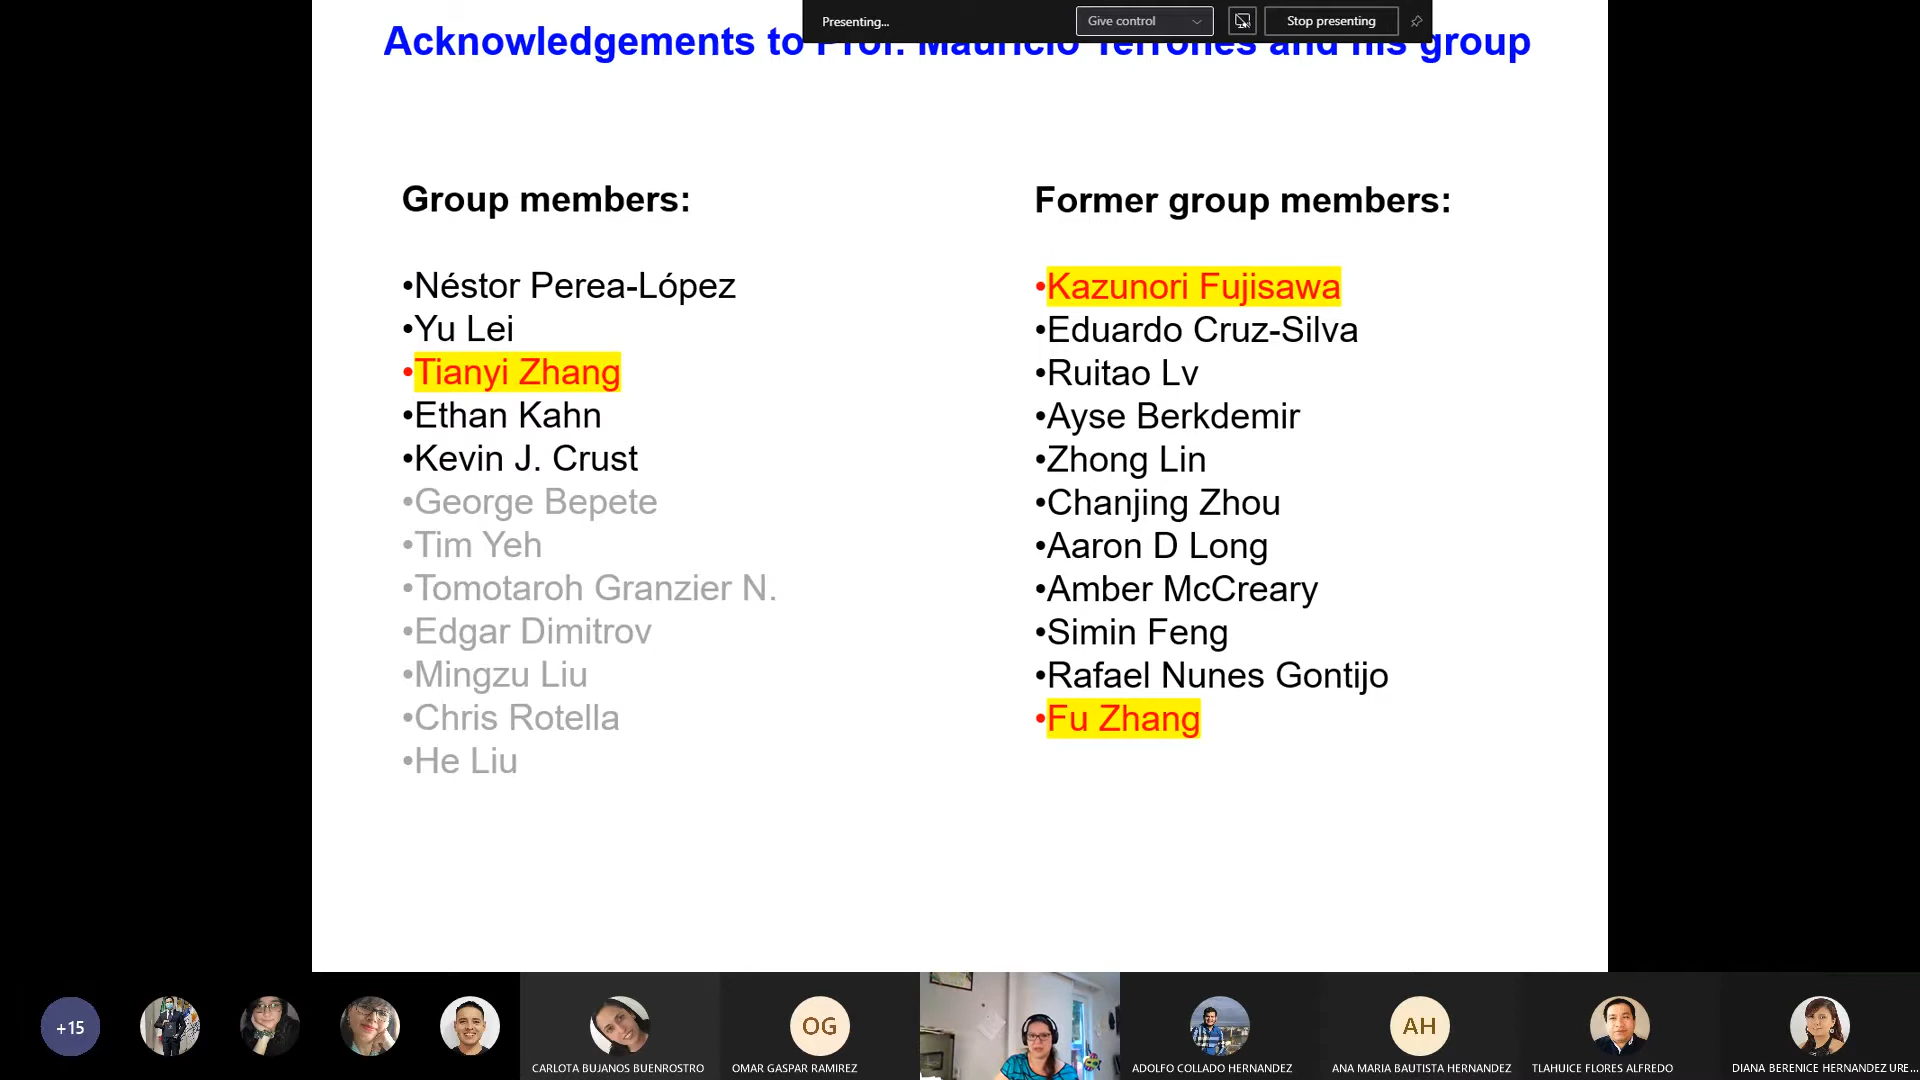 Presenting...
Give control
Stop presenting
Acknowledgements to Prof. Mauricio Terrones and his group
Group members:
•Néstor Perea-López
•Yu Lei
•Tianyi Zhang
•Ethan Kahn
•Kevin J. Crust
•George Bepete
•Tim Yeh
•Tomotaroh Granzier N.
•Edgar Dimitrov
•Mingzu Liu
•Chris Rotella
•He Liu
Former group members:
•Kazunori Fujisawa
•Eduardo Cruz-Silva
•Ruitao Lv
•Ayse Berkdemir
•Zhong Lin
•Chanjing Zhou
•Aaron D Long
•Amber McCreary
•Simin Feng
•Rafael Nunes Gontijo
•Fu Zhang
+15
OG
AH
CARLOTA BUJANOS BUENROSTRO
OMAR GASPAR RAMIREZ
ADOLFO COLLADO HERNANDEZ
ANA MARIA BAUTISTA HERNANDEZ
TLAHUICE FLORES ALFREDO
DIANA BERENICE HERNANDEZ URE...